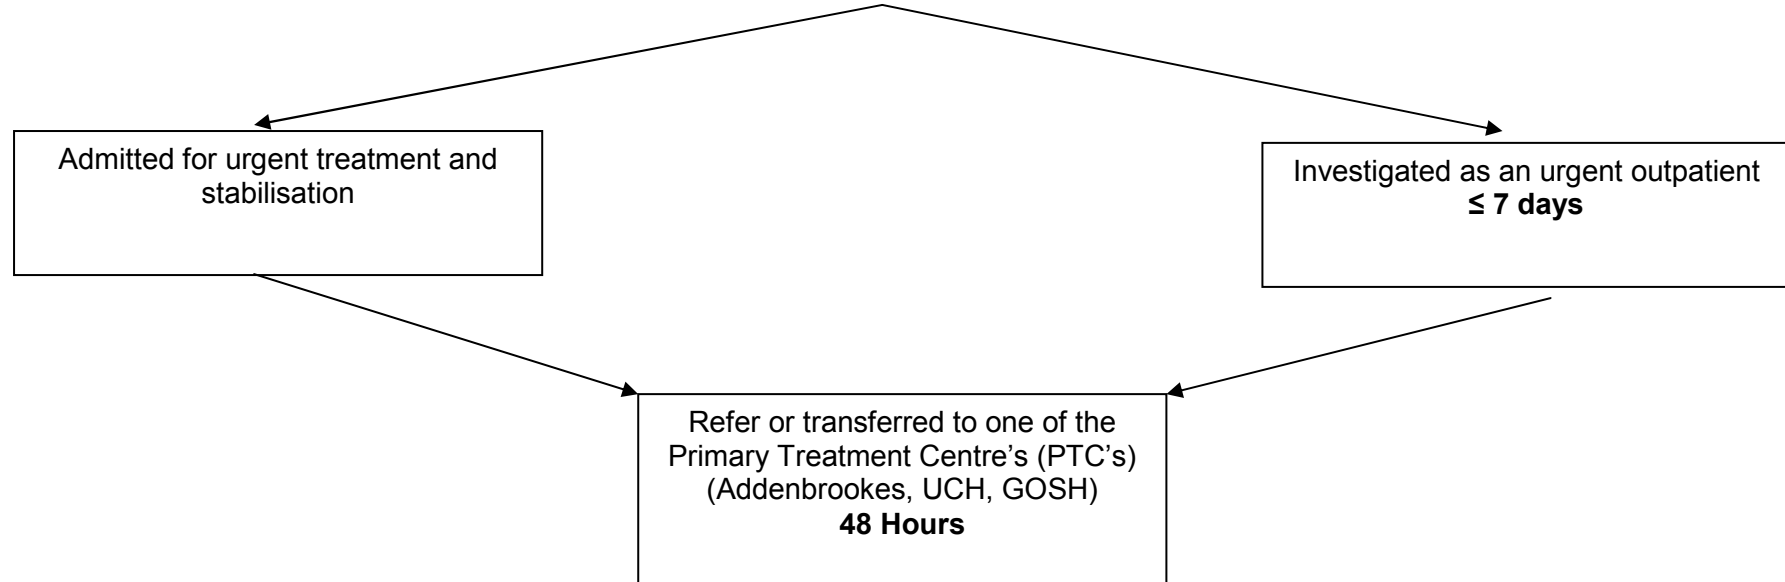 Admitted for urgent treatment and
stabilisation
Investigated as an urgent outpatient
≤ 7 days
Refer or transferred to one of the
Primary Treatment Centre’s (PTC’s)
(Addenbrookes, UCH, GOSH)
48 Hours